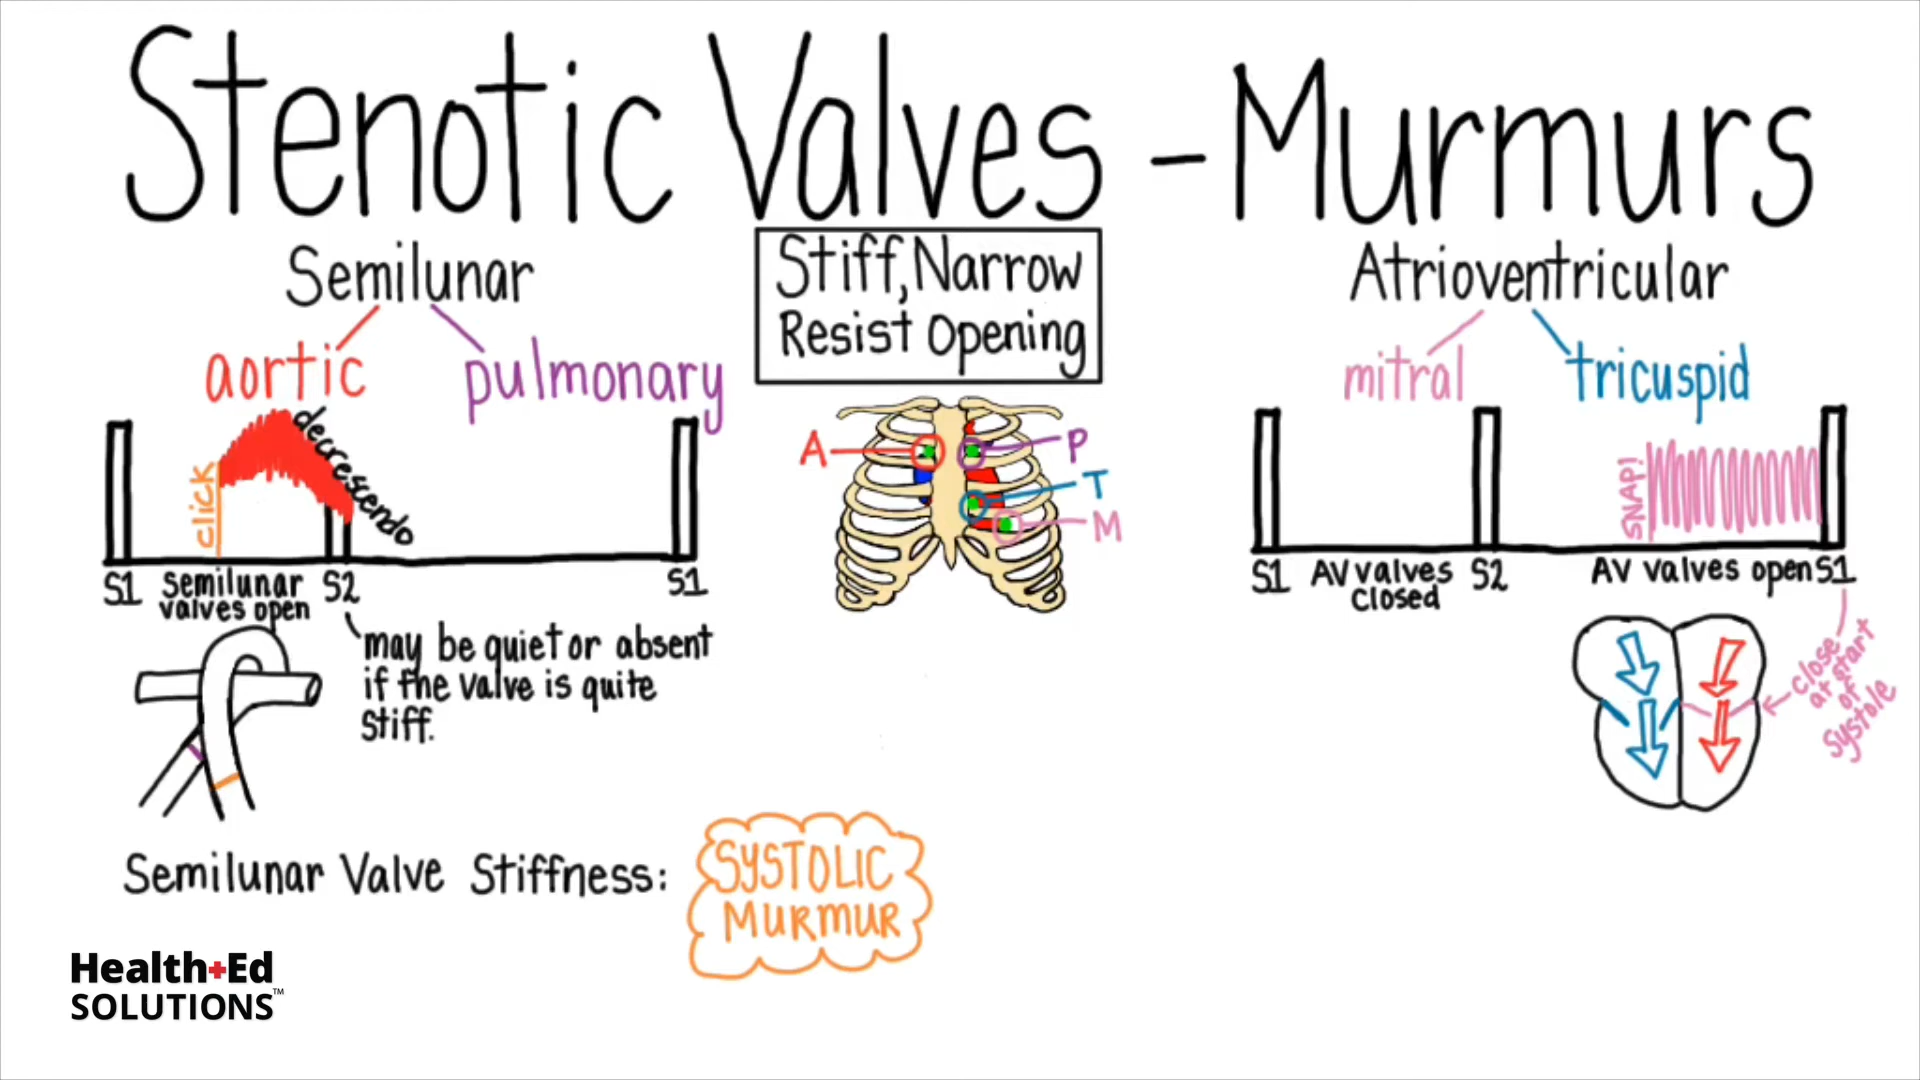 Stenotic Valves - Murmurs
Semilunar
aortic
pulmonary
Stiff, Narrow
Resist Opening
Atrioventricular
mitral
tricuspid
click
decrescendo
S1
semilunar
valves open
S2
S1
may be quiet or absent
if the valve is quite
stiff.
A
P
T
M
SNAP!
S1
AV valves
closed
S2
AV valves open
S1
close
at start
of
systole
Semilunar Valve Stiffness:
SYSTOLIC
MURMUR
Health+Ed
SOLUTIONS™